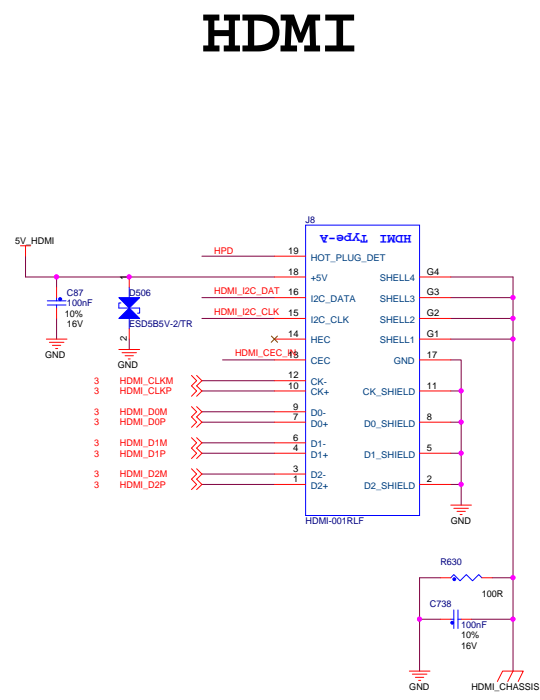 HDMI
J8
HDMI Type-A
5V_HDMI
HPD
19
HOT_PLUG_DET
18
+5V
SHELL4
G4
1
C87
100nF
10%
16V
D506
ESD5B5V-2/TR
2
HDMI_I2C_DAT
16
I2C_DATA
SHELL3
G3
HDMI_I2C_CLK
15
I2C_CLK
SHELL2
G2
14
HEC
SHELL1
G1
GND
GND
HDMI_CEC_IN
13
CEC
GND
17
3 HDMI_CLKM
12
CK-
3 HDMI_CLKP
10
CK+
CK_SHIELD
11
3 HDMI_D0M
9
D0-
3 HDMI_D0P
7
D0+
D0_SHIELD
8
3 HDMI_D1M
6
D1-
3 HDMI_D1P
4
D1+
D1_SHIELD
5
3 HDMI_D2M
3
D2-
3 HDMI_D2P
1
D2+
D2_SHIELD
2
HDMI-001RLF
GND
R630
100R
C738
100nF
10%
16V
GND
HDMI_CHASSIS